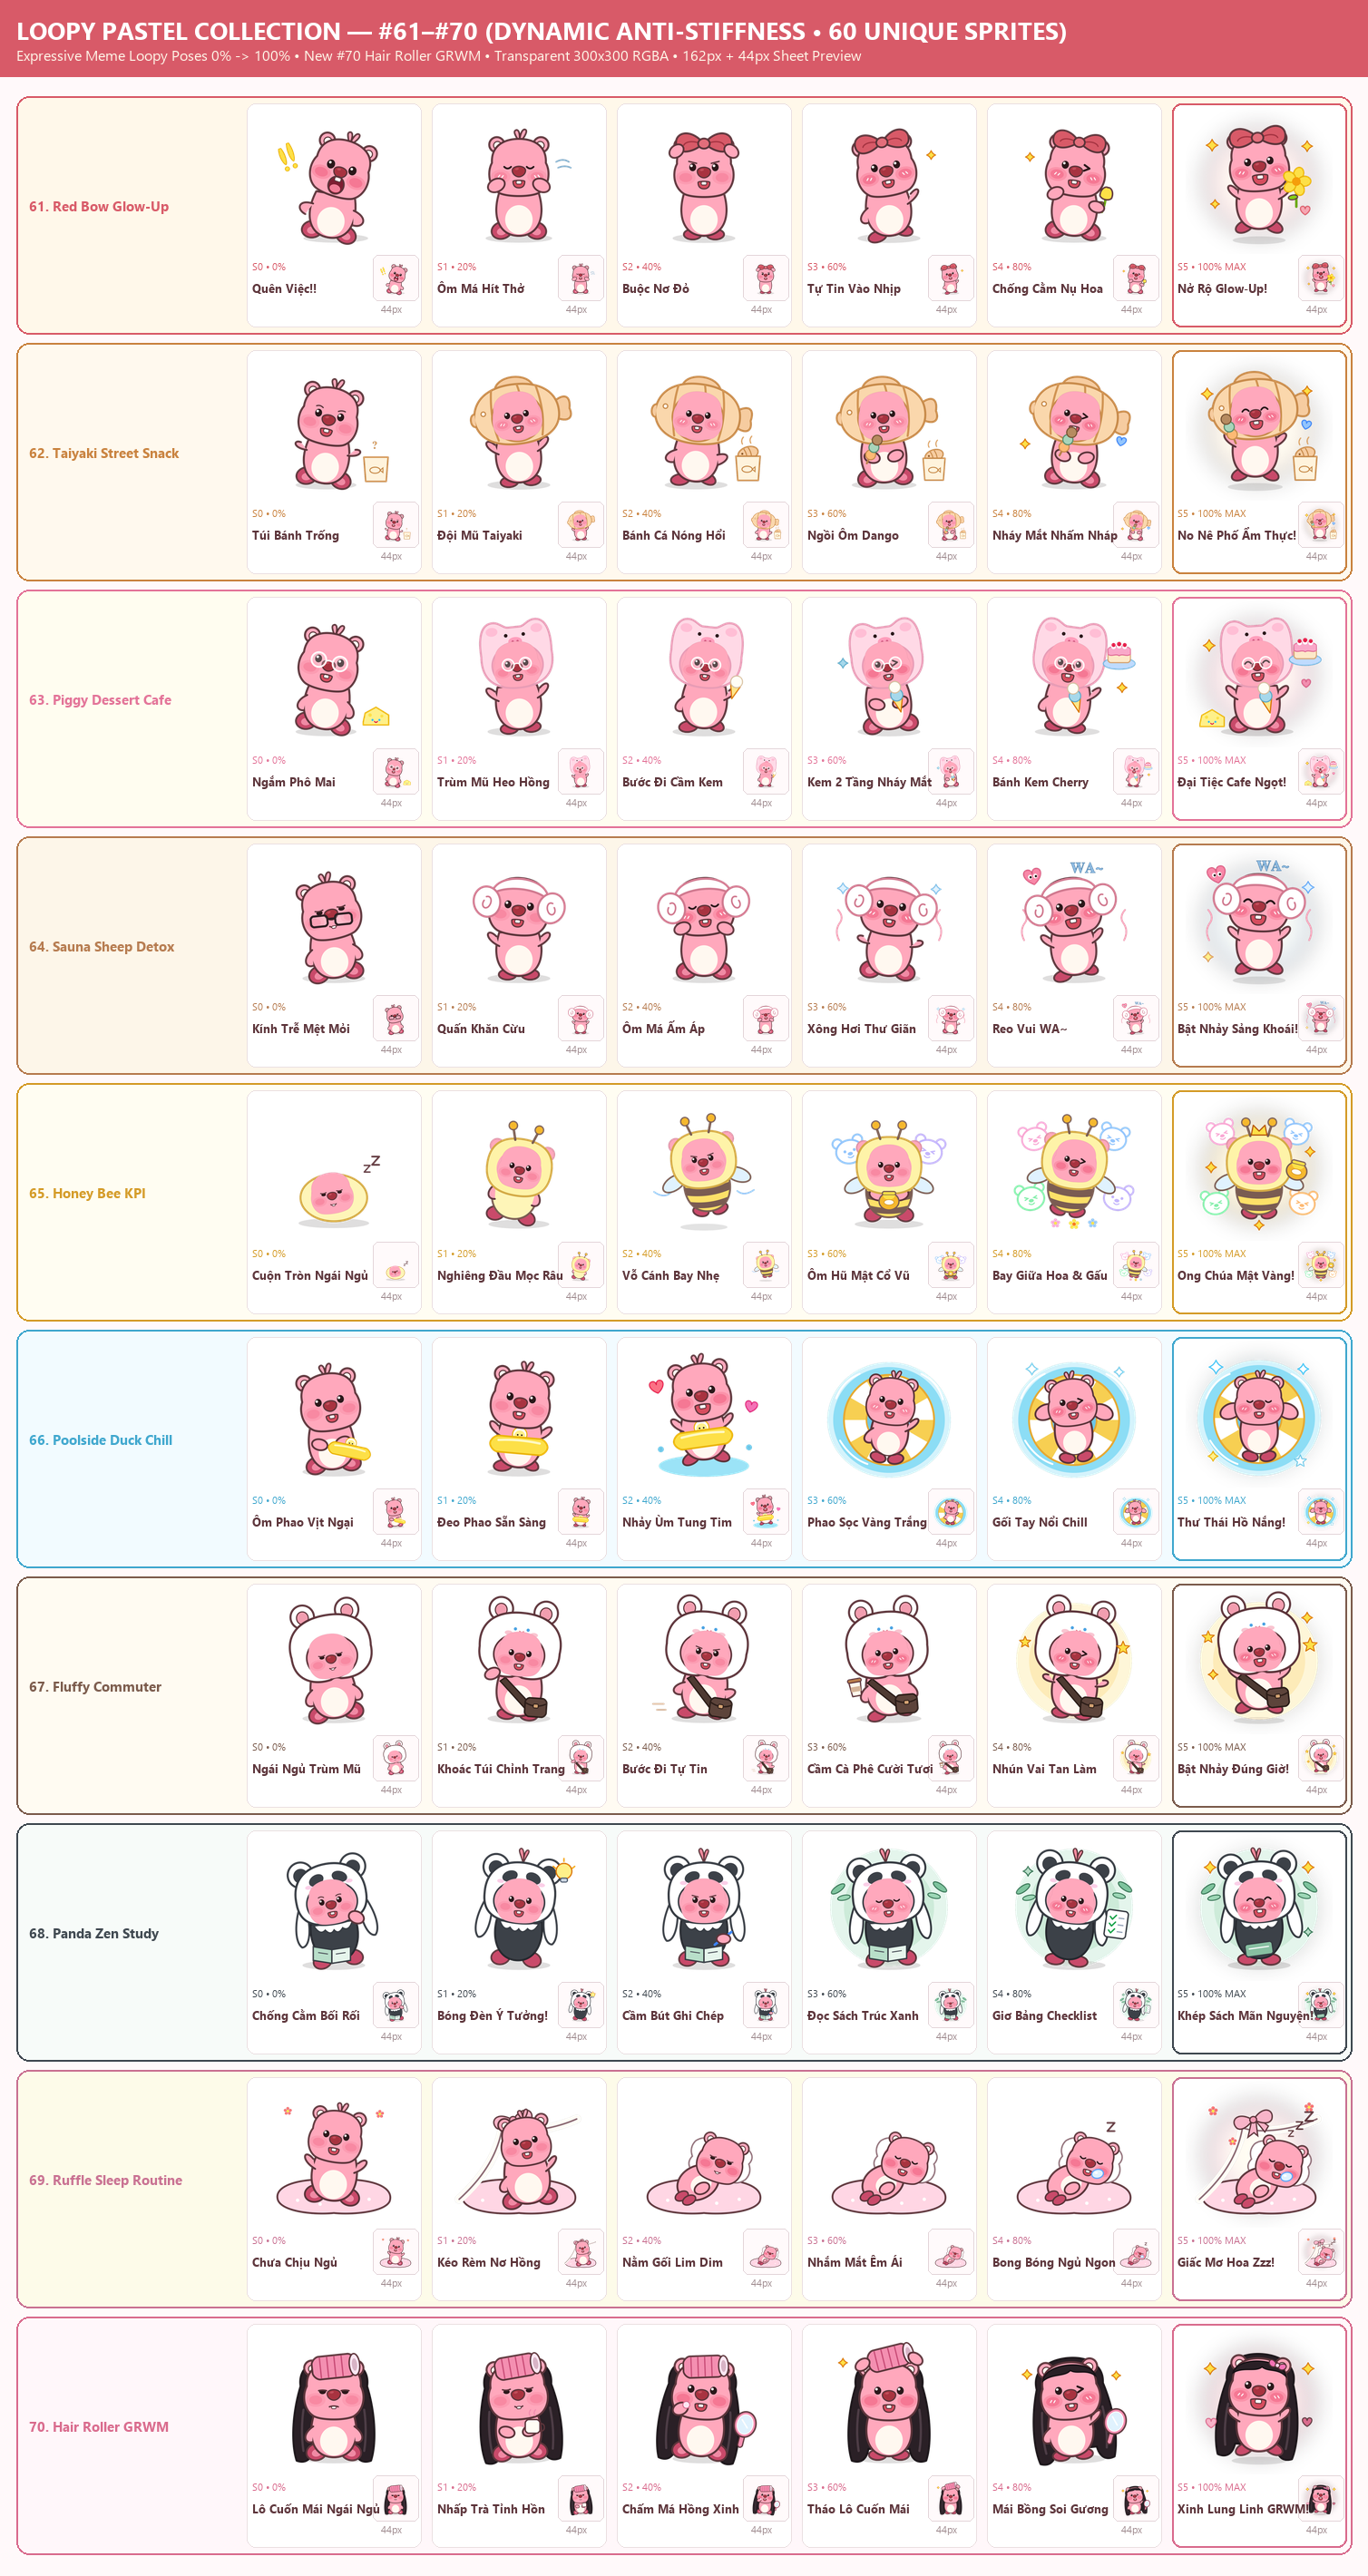 LOOPY PASTEL COLLECTION — #61–#70 (DYNAMIC ANTI-STIFFNESS • 60 UNIQUE SPRITES)
Expressive Meme Loopy Poses 0% -> 100% • New #70 Hair Roller GRWM • Transparent 300x300 RGBA • 162px + 44px Sheet Preview
61. Red Bow Glow-Up
S0 • 0%
Quên Việc!!
44px
S1 • 20%
Ôm Má Hít Thở
44px
S2 • 40%
Buộc Nơ Đỏ
44px
S3 • 60%
Tự Tin Vào Nhịp
44px
S4 • 80%
Chống Cằm Nụ Hoa
44px
S5 • 100% MAX
Nở Rộ Glow-Up!
44px
62. Taiyaki Street Snack
?
S0 • 0%
Túi Bánh Trống
44px
S1 • 20%
Đội Mũ Taiyaki
44px
S2 • 40%
Bánh Cá Nóng Hổi
44px
S3 • 60%
Ngồi Ôm Dango
44px
S4 • 80%
Nháy Mắt Nhấm Nháp
44px
S5 • 100% MAX
No Nê Phố Ẩm Thực!
44px
63. Piggy Dessert Cafe
S0 • 0%
Ngắm Phô Mai
44px
S1 • 20%
Trùm Mũ Heo Hồng
44px
S2 • 40%
Bước Đi Cầm Kem
44px
S3 • 60%
Kem 2 Tầng Nháy Mắt
44px
S4 • 80%
Bánh Kem Cherry
44px
S5 • 100% MAX
Đại Tiệc Cafe Ngọt!
44px
64. Sauna Sheep Detox
S0 • 0%
Kính Trễ Mệt Mỏi
44px
S1 • 20%
Quấn Khăn Cừu
44px
S2 • 40%
Ôm Má Ấm Áp
44px
S3 • 60%
Xông Hơi Thư Giãn
44px
WA~
S4 • 80%
Reo Vui WA~
44px
WA~
S5 • 100% MAX
Bật Nhảy Sảng Khoái!
44px
65. Honey Bee KPI
zZ
S0 • 0%
Cuộn Tròn Ngái Ngủ
44px
S1 • 20%
Nghiêng Đầu Mọc Râu
44px
S2 • 40%
Vỗ Cánh Bay Nhẹ
44px
S3 • 60%
Ôm Hũ Mật Cổ Vũ
44px
S4 • 80%
Bay Giữa Hoa & Gấu
44px
S5 • 100% MAX
Ong Chúa Mật Vàng!
44px
66. Poolside Duck Chill
S0 • 0%
Ôm Phao Vịt Ngại
44px
S1 • 20%
Đeo Phao Sẵn Sàng
44px
S2 • 40%
Nhảy Ùm Tung Tim
44px
S3 • 60%
Phao Sọc Vàng Trắng
44px
S4 • 80%
Gối Tay Nổi Chill
44px
S5 • 100% MAX
Thư Thái Hồ Nắng!
44px
67. Fluffy Commuter
S0 • 0%
Ngái Ngủ Trùm Mũ
44px
S1 • 20%
Khoác Túi Chỉnh Trang
44px
S2 • 40%
Bước Đi Tự Tin
44px
S3 • 60%
Cầm Cà Phê Cười Tươi
44px
S4 • 80%
Nhún Vai Tan Làm
44px
S5 • 100% MAX
Bật Nhảy Đúng Giờ!
44px
68. Panda Zen Study
S0 • 0%
Chống Cằm Bối Rối
44px
S1 • 20%
Bóng Đèn Ý Tưởng!
44px
S2 • 40%
Cầm Bút Ghi Chép
44px
S3 • 60%
Đọc Sách Trúc Xanh
44px
S4 • 80%
Giơ Bảng Checklist
44px
S5 • 100% MAX
Khép Sách Mãn Nguyện!
44px
69. Ruffle Sleep Routine
S0 • 0%
Chưa Chịu Ngủ
44px
S1 • 20%
Kéo Rèm Nơ Hồng
44px
S2 • 40%
Nằm Gối Lim Dim
44px
S3 • 60%
Nhắm Mắt Êm Ái
44px
Z
S4 • 80%
Bong Bóng Ngủ Ngon
44px
zzZ
S5 • 100% MAX
Giấc Mơ Hoa Zzz!
44px
70. Hair Roller GRWM
S0 • 0%
Lô Cuốn Mái Ngái Ngủ
44px
S1 • 20%
Nhấp Trà Tỉnh Hồn
44px
S2 • 40%
Chấm Má Hồng Xinh
44px
S3 • 60%
Tháo Lô Cuốn Mái
44px
S4 • 80%
Mái Bồng Soi Gương
44px
S5 • 100% MAX
Xinh Lung Linh GRWM!
44px